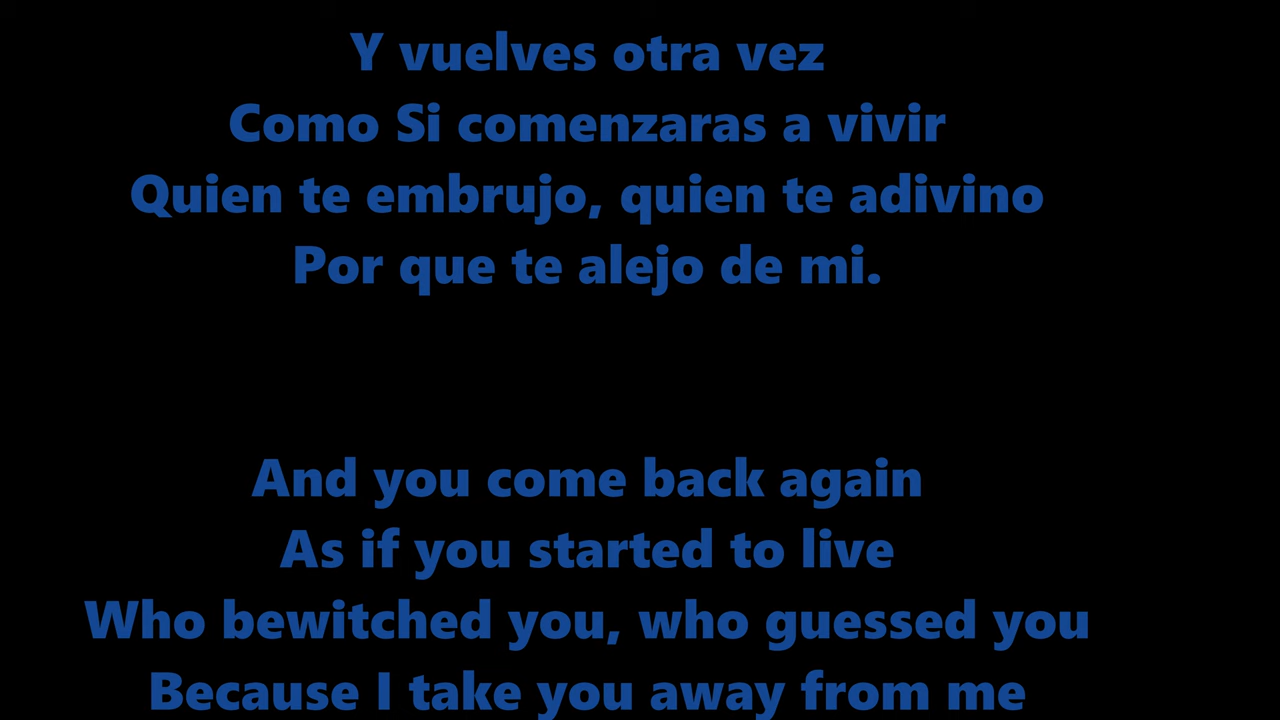 Y vuelves otra vez
Como Si comenzaras a vivir
Quien te embrujo, quien te adivino
Por que te alejo de mi.
And you come back again
As if you started to live
Who bewitched you, who guessed you
Because I take you away from me